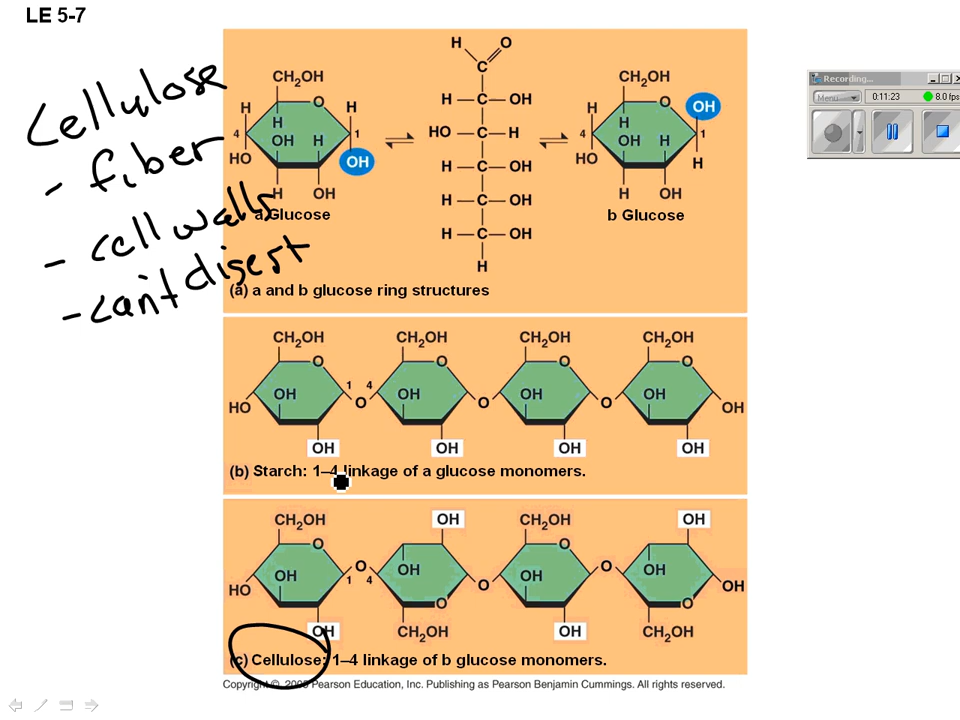 LE 5-7
Recording...
Menu 0:11:23 8.0 fps
Cellulose
- fiber
- cell walls
- can't digest
H O
C
H — C — OH
HO — C — H
H — C — OH
H — C — OH
H — C — OH
H
CH₂OH
H O H
H
4 OH H 1
HO OH
H OH
a Glucose
CH₂OH
H O OH
H
4 OH H 1
HO H
H OH
b Glucose
(a) a and b glucose ring structures
CH₂OH CH₂OH CH₂OH CH₂OH
O O O O
OH 1 4 OH OH OH
HO O O O OH
OH OH OH OH
(b) Starch: 1–4 linkage of a glucose monomers.
CH₂OH OH CH₂OH OH
O O O O
OH OH OH OH
HO 1 4 O OH
OH CH₂OH OH CH₂OH
(c) Cellulose: 1–4 linkage of b glucose monomers.
Pearson Education, Inc. Publishing as Pearson Benjamin Cummings. All rights reserved.